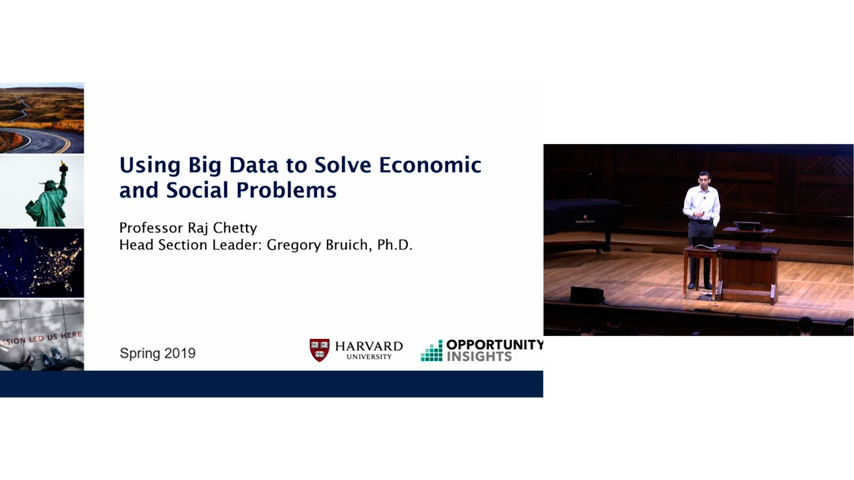 Using Big Data to Solve Economic
and Social Problems
Professor Raj Chetty
Head Section Leader: Gregory Bruich, Ph.D.
SSION LED US HERE
Spring 2019
HARVARD
UNIVERSITY
OPPORTUNITY
INSIGHTS